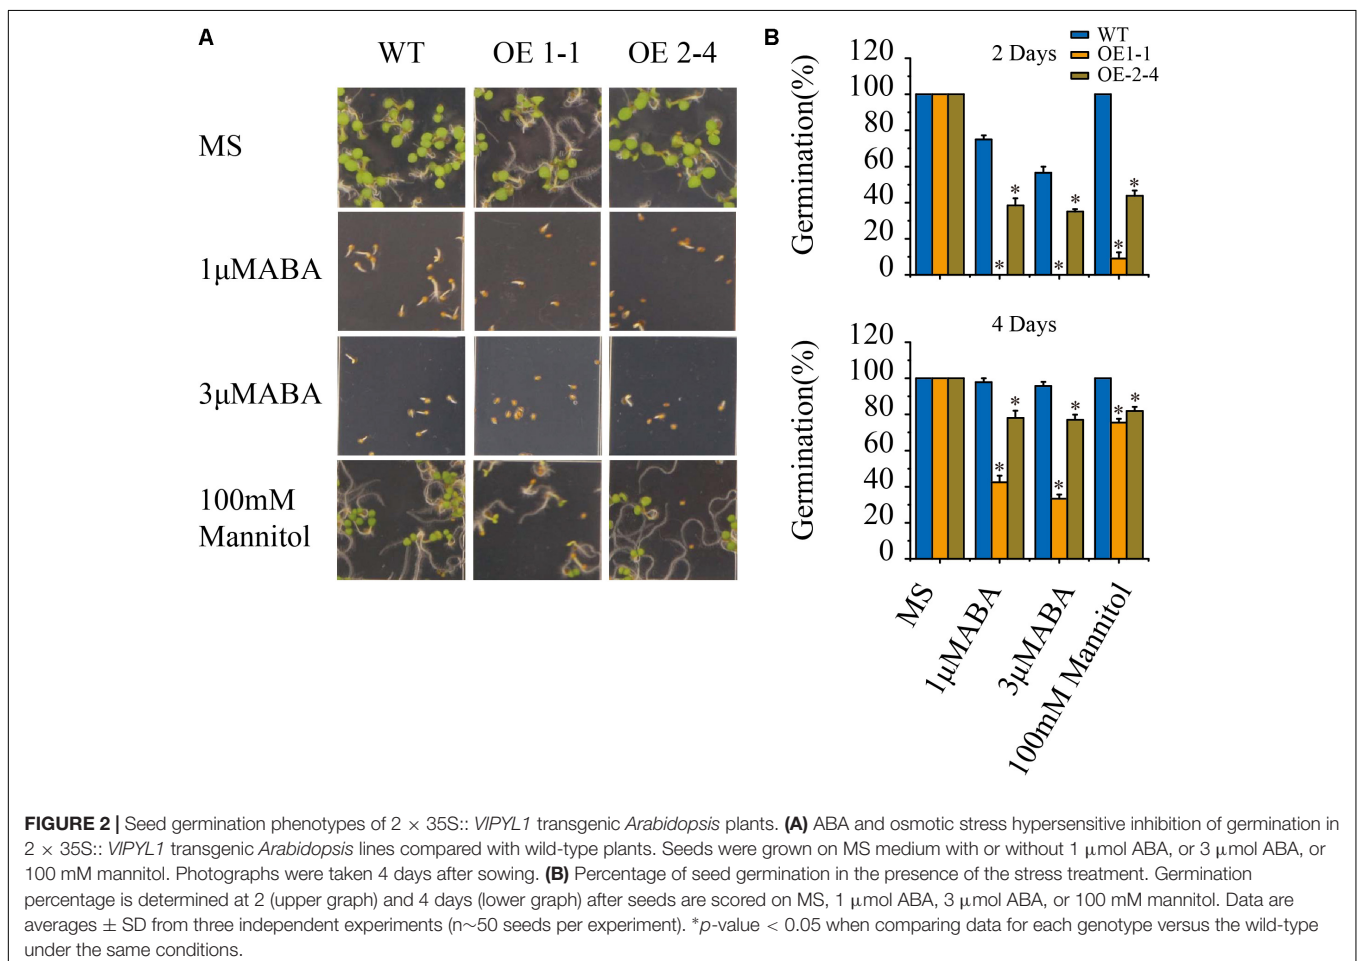 A
WT OE 1-1 OE 2-4
MS
1μMABA
3μMABA
100mM
Mannitol
B
WT
OE1-1
OE-2-4
2 Days
Germination(%)
120
100
80
60
40
20
0
* * * * * *
4 Days
Germination(%)
120
100
80
60
40
20
0
* * * * * *
MS
1μMABA
3μMABA
100mM Mannitol
FIGURE 2 | Seed germination phenotypes of 2 × 35S:: VlPYL1 transgenic Arabidopsis plants. (A) ABA and osmotic stress hypersensitive inhibition of germination in
2 × 35S:: VlPYL1 transgenic Arabidopsis lines compared with wild-type plants. Seeds were grown on MS medium with or without 1 μmol ABA, or 3 μmol ABA, or
100 mM mannitol. Photographs were taken 4 days after sowing. (B) Percentage of seed germination in the presence of the stress treatment. Germination
percentage is determined at 2 (upper graph) and 4 days (lower graph) after seeds are scored on MS, 1 μmol ABA, 3 μmol ABA, or 100 mM mannitol. Data are
averages ± SD from three independent experiments (n∼50 seeds per experiment). *p-value < 0.05 when comparing data for each genotype versus the wild-type
under the same conditions.